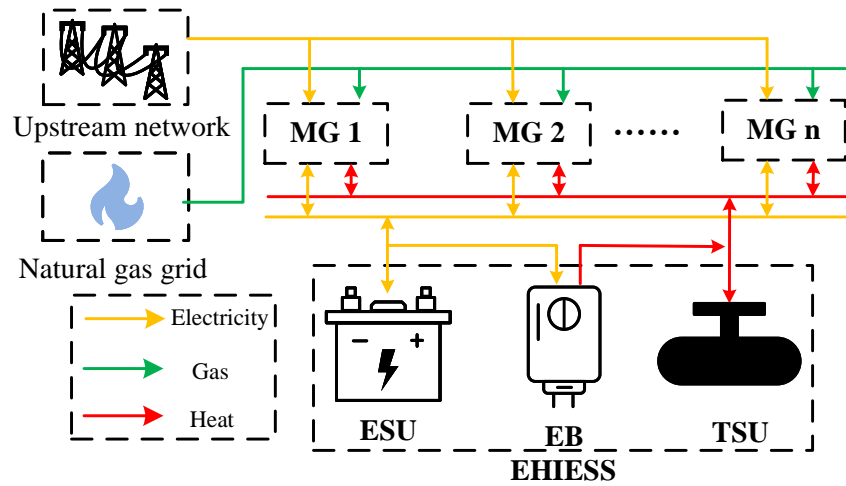 Upstream network
MG 1
MG 2
......
MG n
Natural gas grid
Electricity
Gas
Heat
− +
ESU
EB
TSU
EHIESS